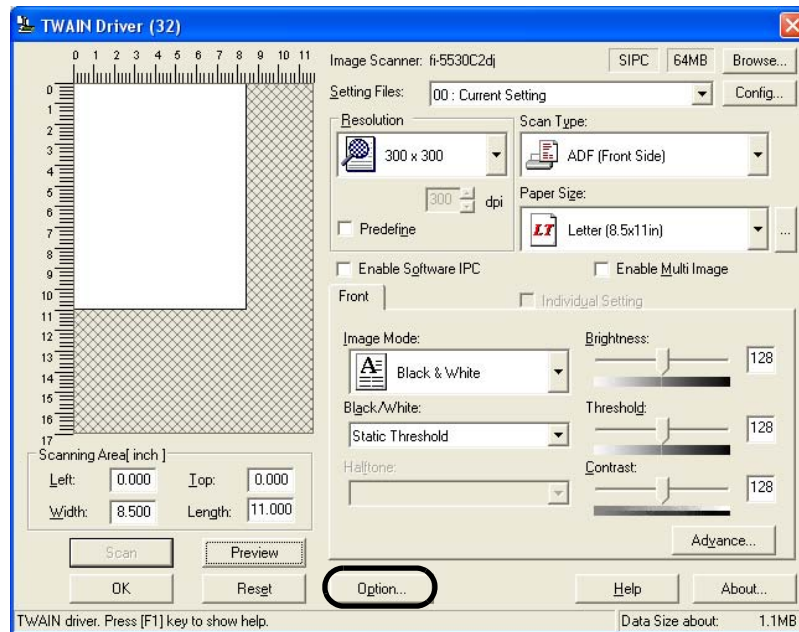 TWAIN Driver (32)
0 1 2 3 4 5 6 7 8 9 10 11
0
1
2
3
4
5
6
7
8
9
10
11
12
13
14
15
16
17
Image Scanner: fi-5530C2dj SIPC 64MB Browse...
Setting Files: 00 : Current Setting Config...
Resolution
300 x 300
300 dpi
Predefine
Scan Type:
ADF (Front Side)
Paper Size:
LT Letter (8.5x11in) ...
Enable Software IPC Enable Multi Image
Front Individual Setting
Image Mode:
A Black & White
Black/White:
Static Threshold
Halftone:
Brightness:
128
Threshold:
128
Contrast:
128
Advance...
Scanning Area[ inch ]
Left: 0.000 Top: 0.000
Width: 8.500 Length: 11.000
Scan Preview
OK Reset Option... Help About...
TWAIN driver. Press [F1] key to show help. Data Size about: 1.1MB